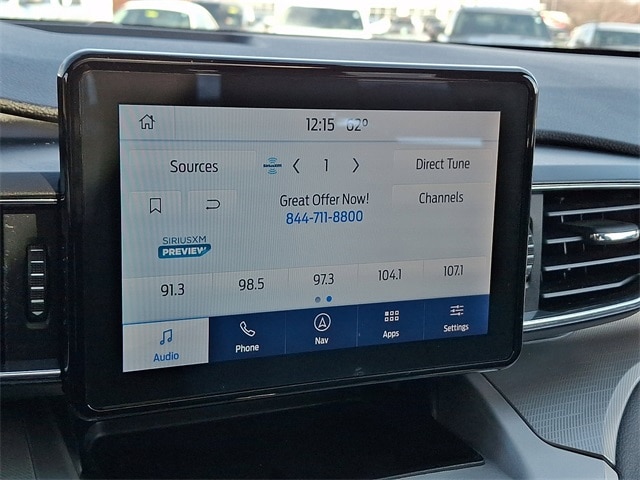 12:15 62°
Sources
SIRIUSXM
1
Direct Tune
Great Offer Now!
844-711-8800
Channels
SIRIUSXM
PREVIEW
91.3
98.5
97.3
104.1
107.1
Audio
Phone
Nav
Apps
Settings